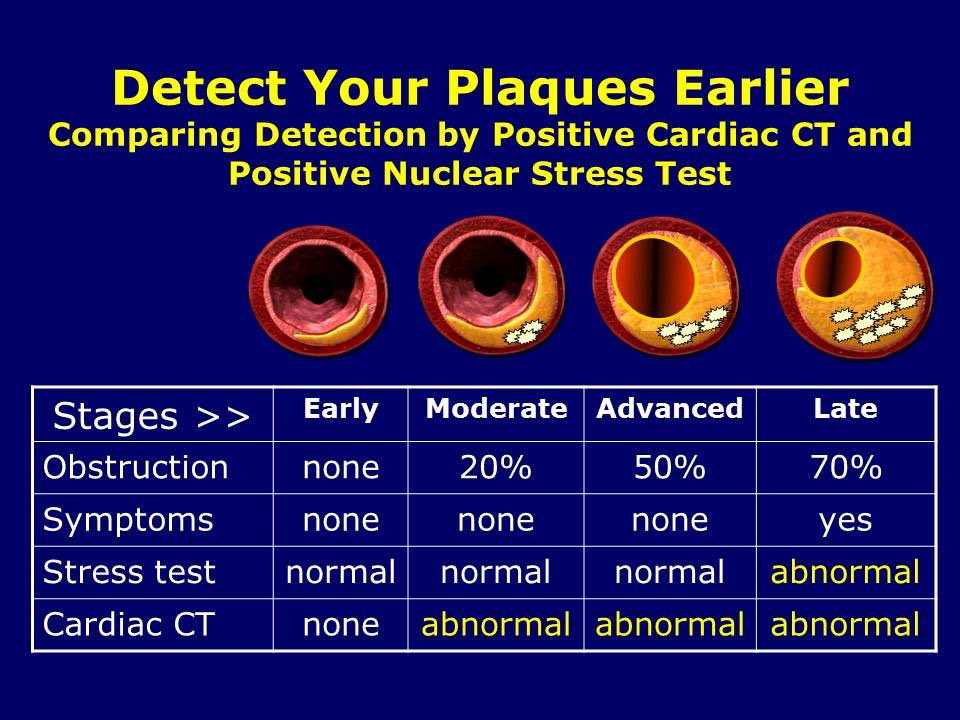 Detect Your Plaques Earlier
Comparing Detection by Positive Cardiac CT and
Positive Nuclear Stress Test
Stages >> Early Moderate Advanced Late
Obstruction none 20% 50% 70%
Symptoms none none none yes
Stress test normal normal normal abnormal
Cardiac CT none abnormal abnormal abnormal